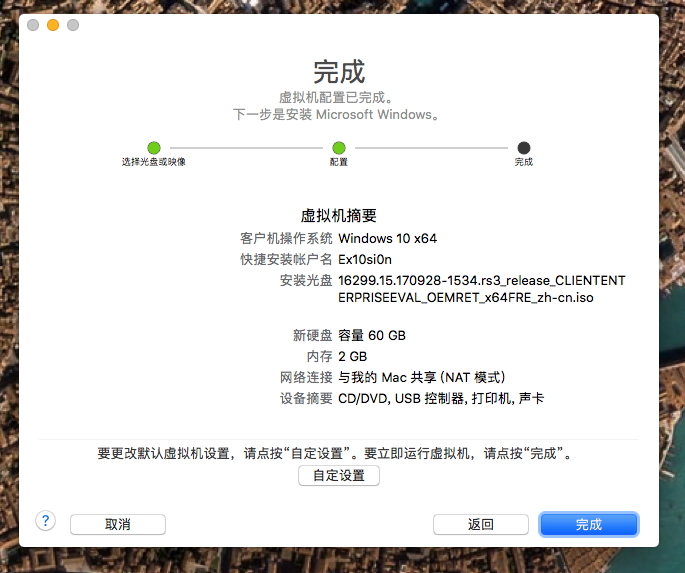 完成
虚拟机配置已完成。
下一步是安装 Microsoft Windows。
选择光盘或映像
配置
完成
虚拟机摘要
客户机操作系统 Windows 10 x64
快捷安装帐户名 Ex10si0n
安装光盘 16299.15.170928-1534.rs3_release_CLIENTENT
ERPRISEEVAL_OEMRET_x64FRE_zh-cn.iso
新硬盘 容量 60 GB
内存 2 GB
网络连接 与我的 Mac 共享 (NAT 模式)
设备摘要 CD/DVD, USB 控制器, 打印机, 声卡
要更改默认虚拟机设置，请点按“自定设置”。要立即运行虚拟机，请点按“完成”。
自定设置
?
取消
返回
完成